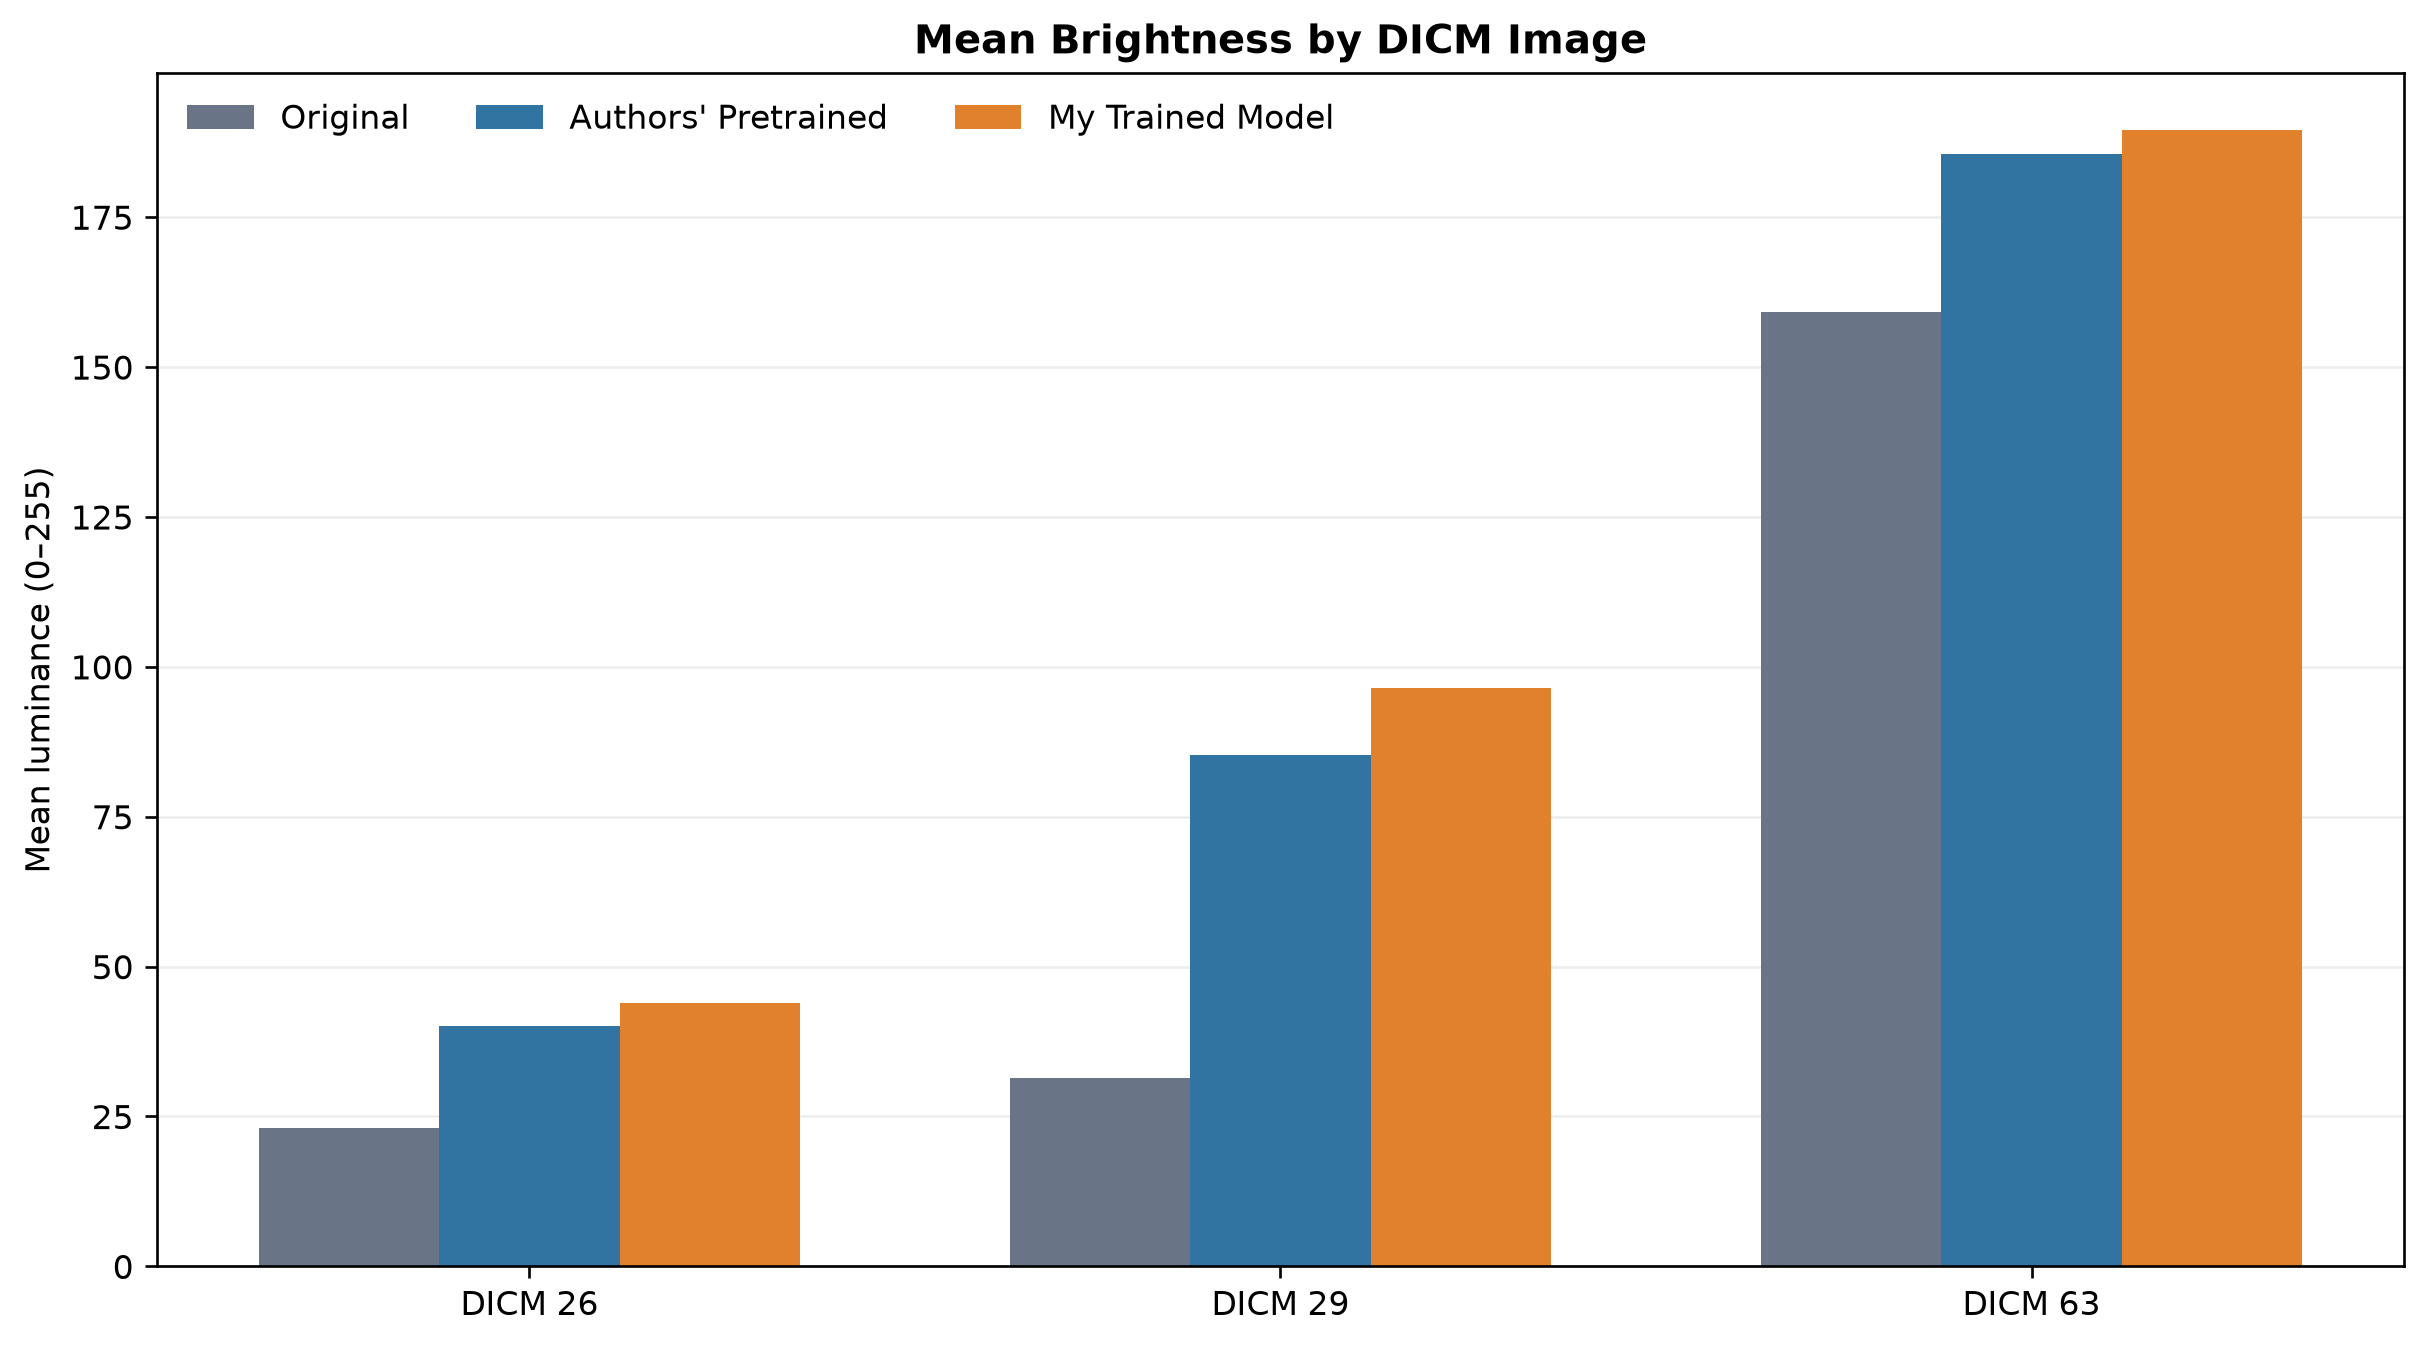 Mean Brightness by DICM Image
Original
Authors' Pretrained
My Trained Model
Mean luminance (0–255)
175
150
125
100
75
50
25
0
DICM 26
DICM 29
DICM 63